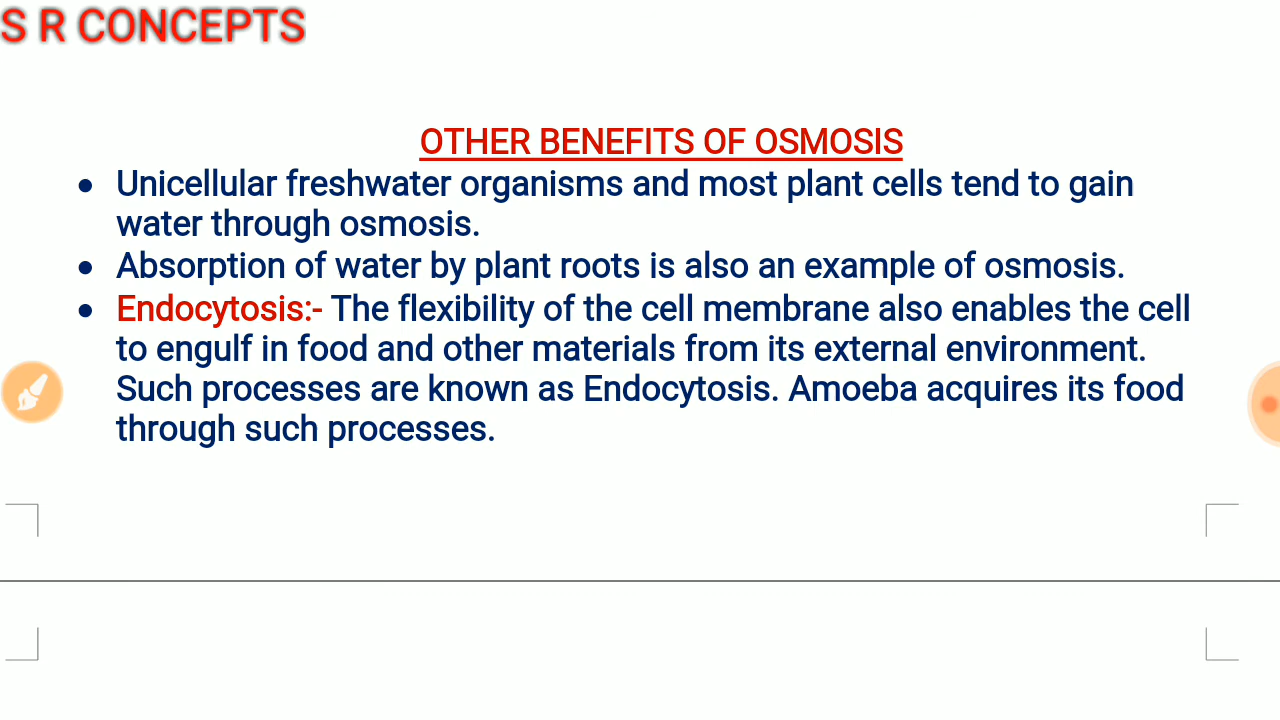 S R CONCEPTS
OTHER BENEFITS OF OSMOSIS
● Unicellular freshwater organisms and most plant cells tend to gain
water through osmosis.
● Absorption of water by plant roots is also an example of osmosis.
● Endocytosis:- The flexibility of the cell membrane also enables the cell
to engulf in food and other materials from its external environment.
Such processes are known as Endocytosis. Amoeba acquires its food
through such processes.